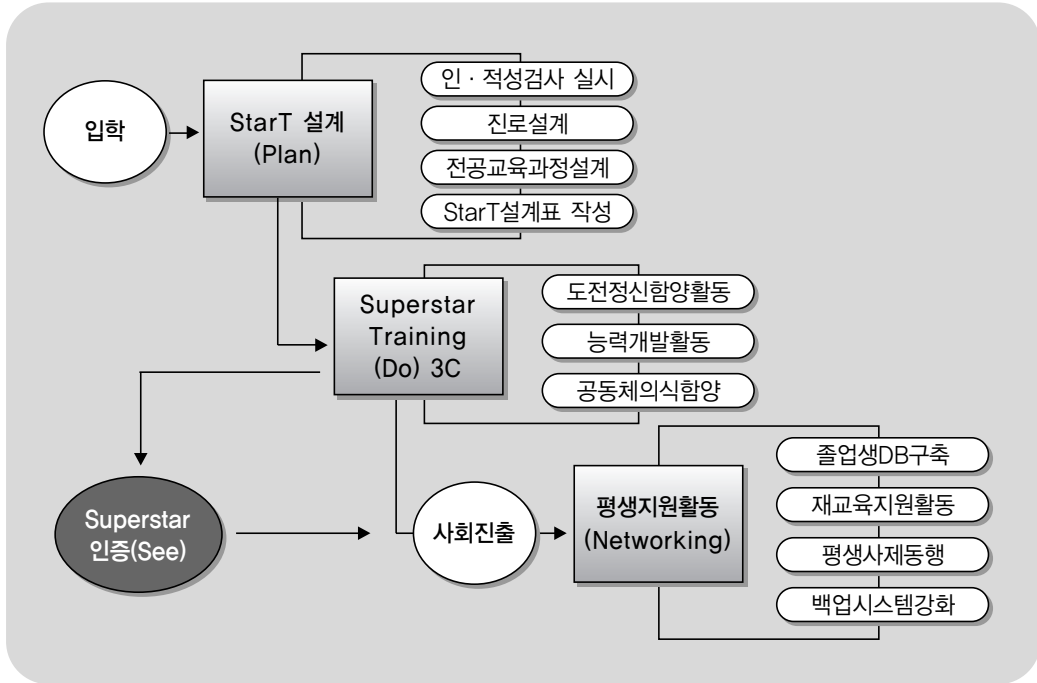 입학
StarT 설계
(Plan)
인 · 적성검사 실시
진로설계
전공교육과정설계
StarT설계표 작성
Superstar
Training
(Do) 3C
도전정신함양활동
능력개발활동
공동체의식함양
Superstar
인증(See)
사회진출
평생지원활동
(Networking)
졸업생DB구축
재교육지원활동
평생사제동행
백업시스템강화